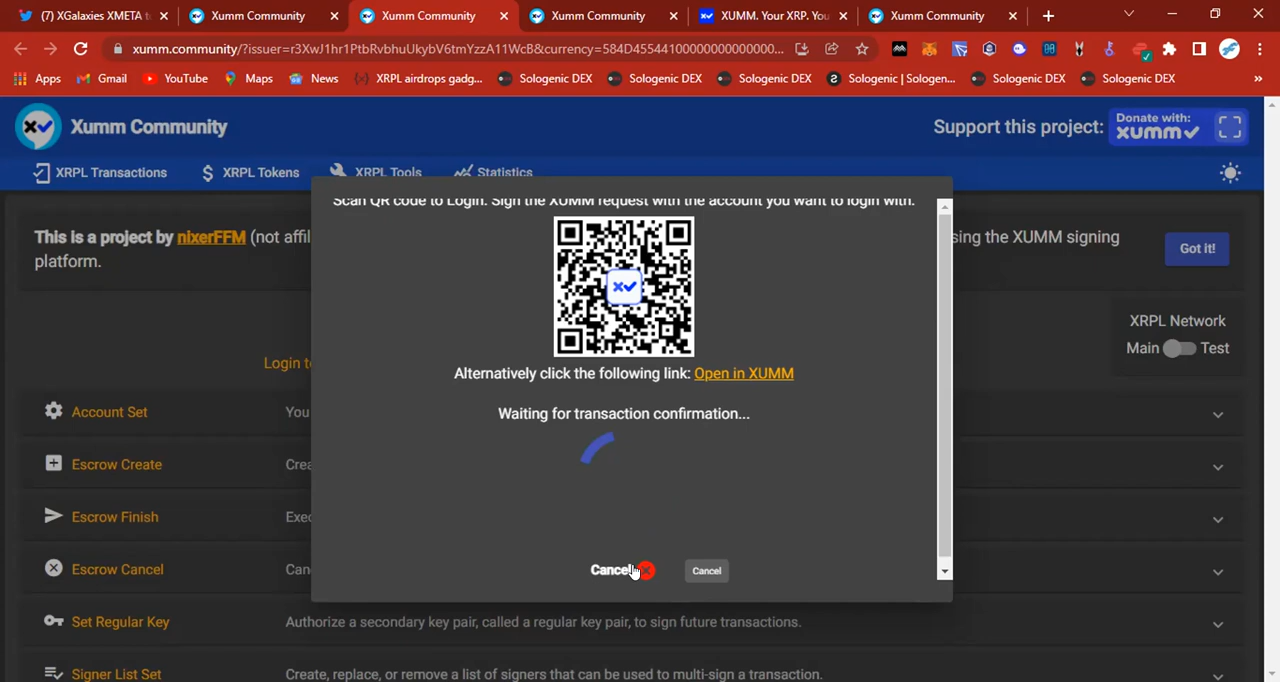 (7) XGalaxies XMETA t
Xumm Community
Xumm Community
Xumm Community
XUMM. Your XRP. You
Xumm Community
xumm.community/?issuer=r3XwJ1hr1PtbRvbhuUkybV6tmYzzA11WcB&currency=584D455441000000000000...
Apps
Gmail
YouTube
Maps
News
XRPL airdrops gadg...
Sologenic DEX
Sologenic DEX
Sologenic DEX
Sologenic | Sologen...
Sologenic DEX
Sologenic DEX
Xumm Community
Support this project:
Donate with:
xumm
XRPL Transactions
XRPL Tokens
XRPL Tools
Statistics
This is a project by nixerFFM (not affil
sing the XUMM signing
platform.
Got it!
Scan QR code to Login. Sign the XUMM request with the account you want to login with.
Alternatively click the following link: Open in XUMM
Waiting for transaction confirmation...
Cancel
Cancel
XRPL Network
Main
Test
Login to
Account Set
You
Escrow Create
Crea
Escrow Finish
Exec
Escrow Cancel
Can
Set Regular Key
Authorize a secondary key pair, called a regular key pair, to sign future transactions.
Signer List Set
Create, replace, or remove a list of signers that can be used to multi-sign a transaction.